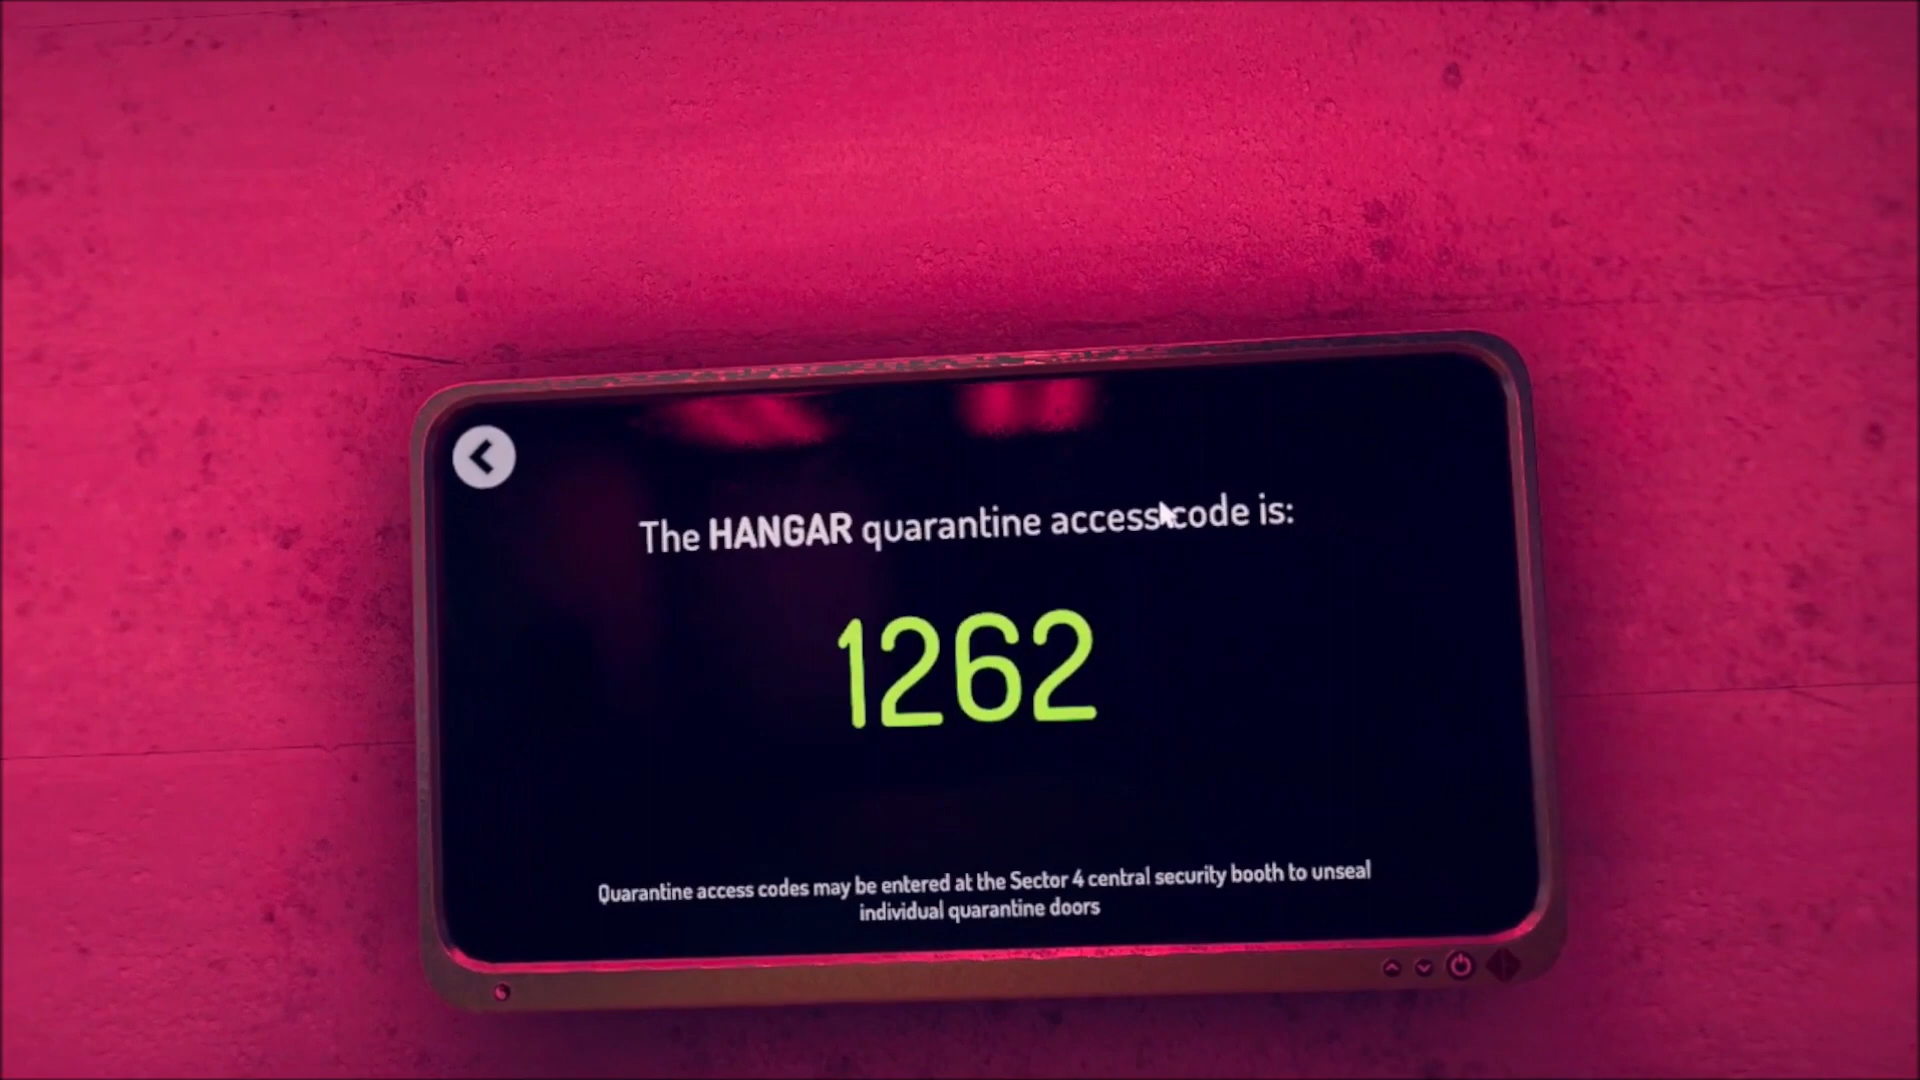 The HANGAR quarantine access code is:
1262
Quarantine access codes may be entered at the Sector 4 central security booth to unseal
individual quarantine doors